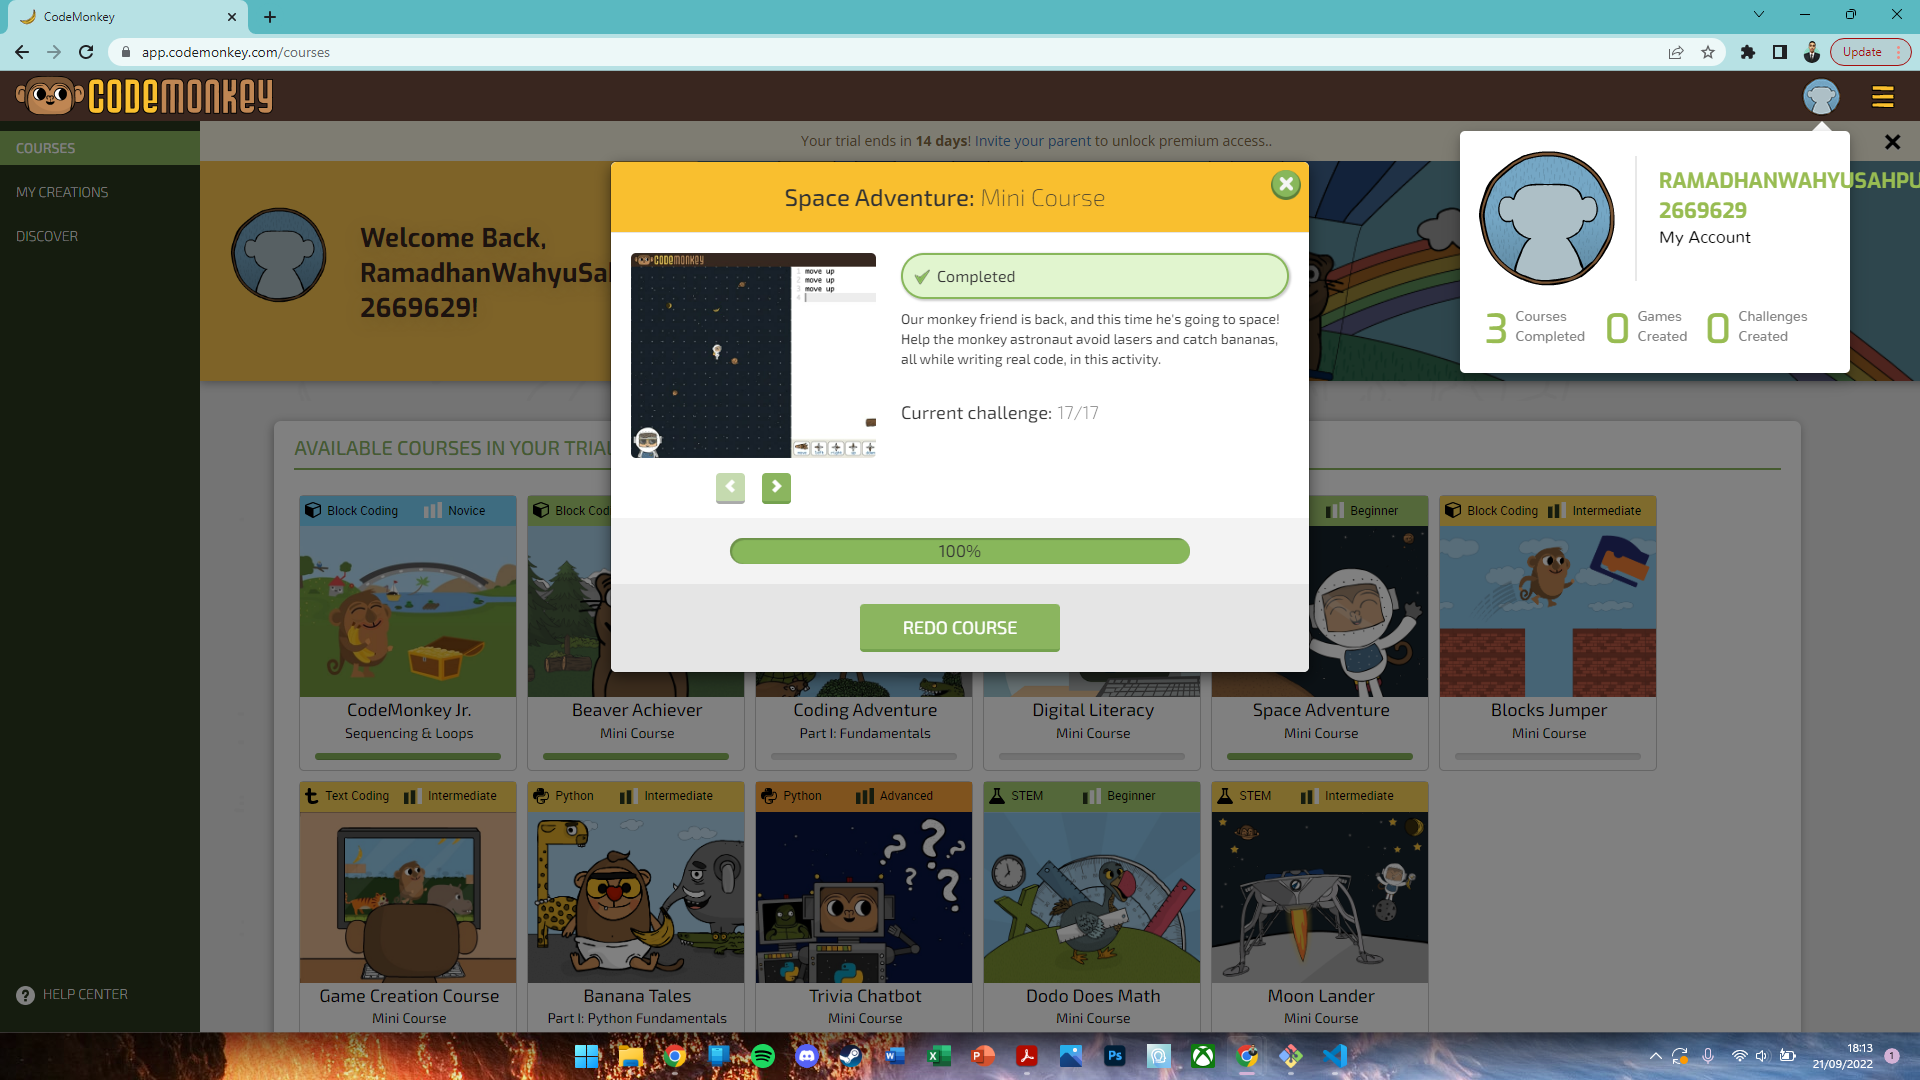 CodeMonkey
app.codemonkey.com/courses
Update
CODEMONKEY
COURSES
MY CREATIONS
DISCOVER
HELP CENTER
Your trial ends in 14 days! Invite your parent to unlock premium access..
Welcome Back,
RamadhanWahyuSa
2669629!
RAMADHANWAHYUSAHPU
2669629
My Account
3 Courses Completed
0 Games Created
0 Challenges Created
Space Adventure: Mini Course
CODEMONKEY
1 move up
2 move up
3 move up
4
Completed
Our monkey friend is back, and this time he's going to space!
Help the monkey astronaut avoid lasers and catch bananas,
all while writing real code, in this activity.
Current challenge: 17/17
100%
REDO COURSE
AVAILABLE COURSES IN YOUR TRIA
Block Coding Novice
Block Cod
Beginner
Block Coding Intermediate
CodeMonkey Jr.
Sequencing & Loops
Beaver Achiever
Mini Course
Coding Adventure
Part I: Fundamentals
Digital Literacy
Mini Course
Space Adventure
Mini Course
Blocks Jumper
Mini Course
Text Coding Intermediate
Python Intermediate
Python Advanced
STEM Beginner
STEM Intermediate
Game Creation Course
Mini Course
Banana Tales
Part I: Python Fundamentals
Trivia Chatbot
Mini Course
Dodo Does Math
Mini Course
Moon Lander
Mini Course
18:13
21/09/2022
1